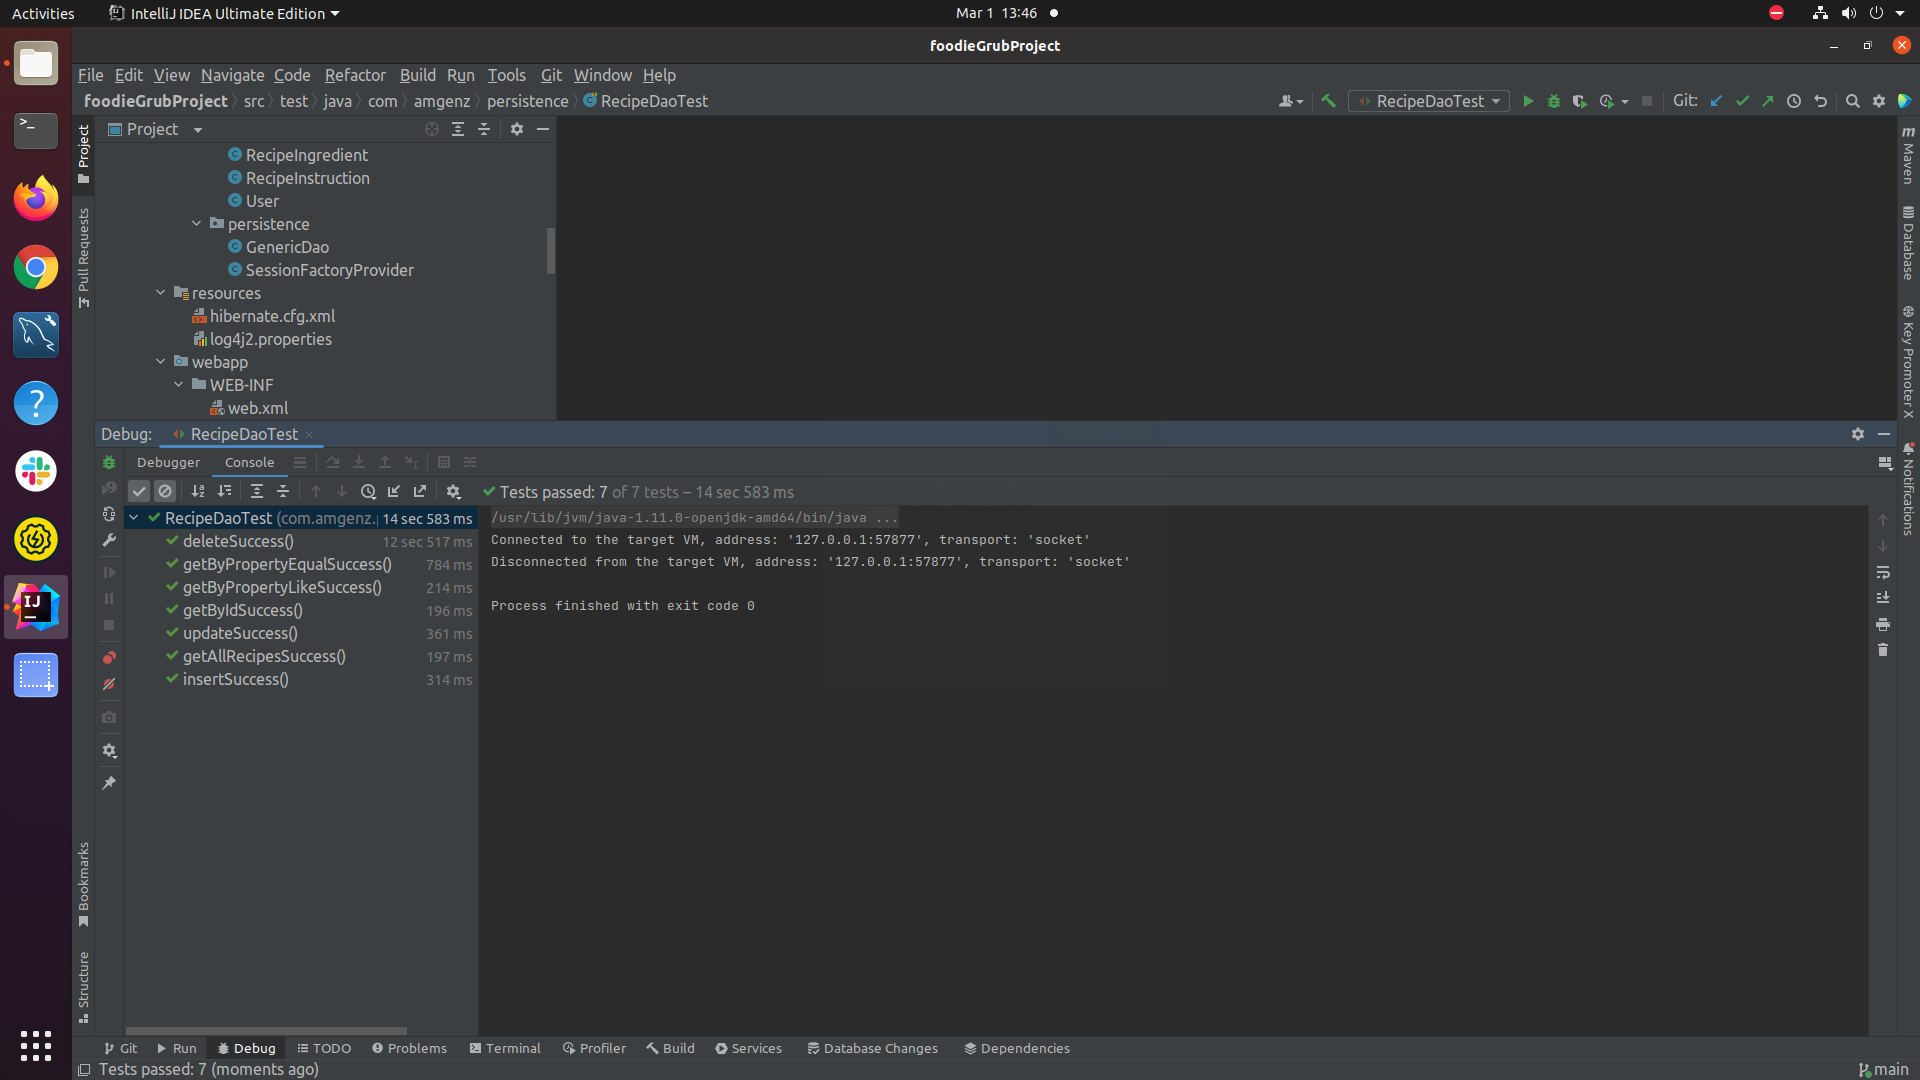 Activities IntelliJ IDEA Ultimate Edition Mar 1 13:46
foodieGrubProject
File Edit View Navigate Code Refactor Build Run Tools Git Window Help
foodieGrubProject src test java com amgenz persistence RecipeDaoTest RecipeDaoTest Git:
Project
RecipeIngredient
RecipeInstruction
User
persistence
GenericDao
SessionFactoryProvider
resources
hibernate.cfg.xml
log4j2.properties
webapp
WEB-INF
web.xml
Project
Pull Requests
Bookmarks
Structure
m Maven
Database
Key Promoter X
Notifications
Debug: RecipeDaoTest
Debugger Console
Tests passed: 7 of 7 tests – 14 sec 583 ms
RecipeDaoTest (com.amgenz.p 14 sec 583 ms
deleteSuccess() 12 sec 517 ms
getByPropertyEqualSuccess() 784 ms
getByPropertyLikeSuccess() 214 ms
getByIdSuccess() 196 ms
updateSuccess() 361 ms
getAllRecipesSuccess() 197 ms
insertSuccess() 314 ms
/usr/lib/jvm/java-1.11.0-openjdk-amd64/bin/java ...
Connected to the target VM, address: '127.0.0.1:57877', transport: 'socket'
Disconnected from the target VM, address: '127.0.0.1:57877', transport: 'socket'
Process finished with exit code 0
Git Run Debug TODO Problems Terminal Profiler Build Services Database Changes Dependencies
Tests passed: 7 (moments ago) main